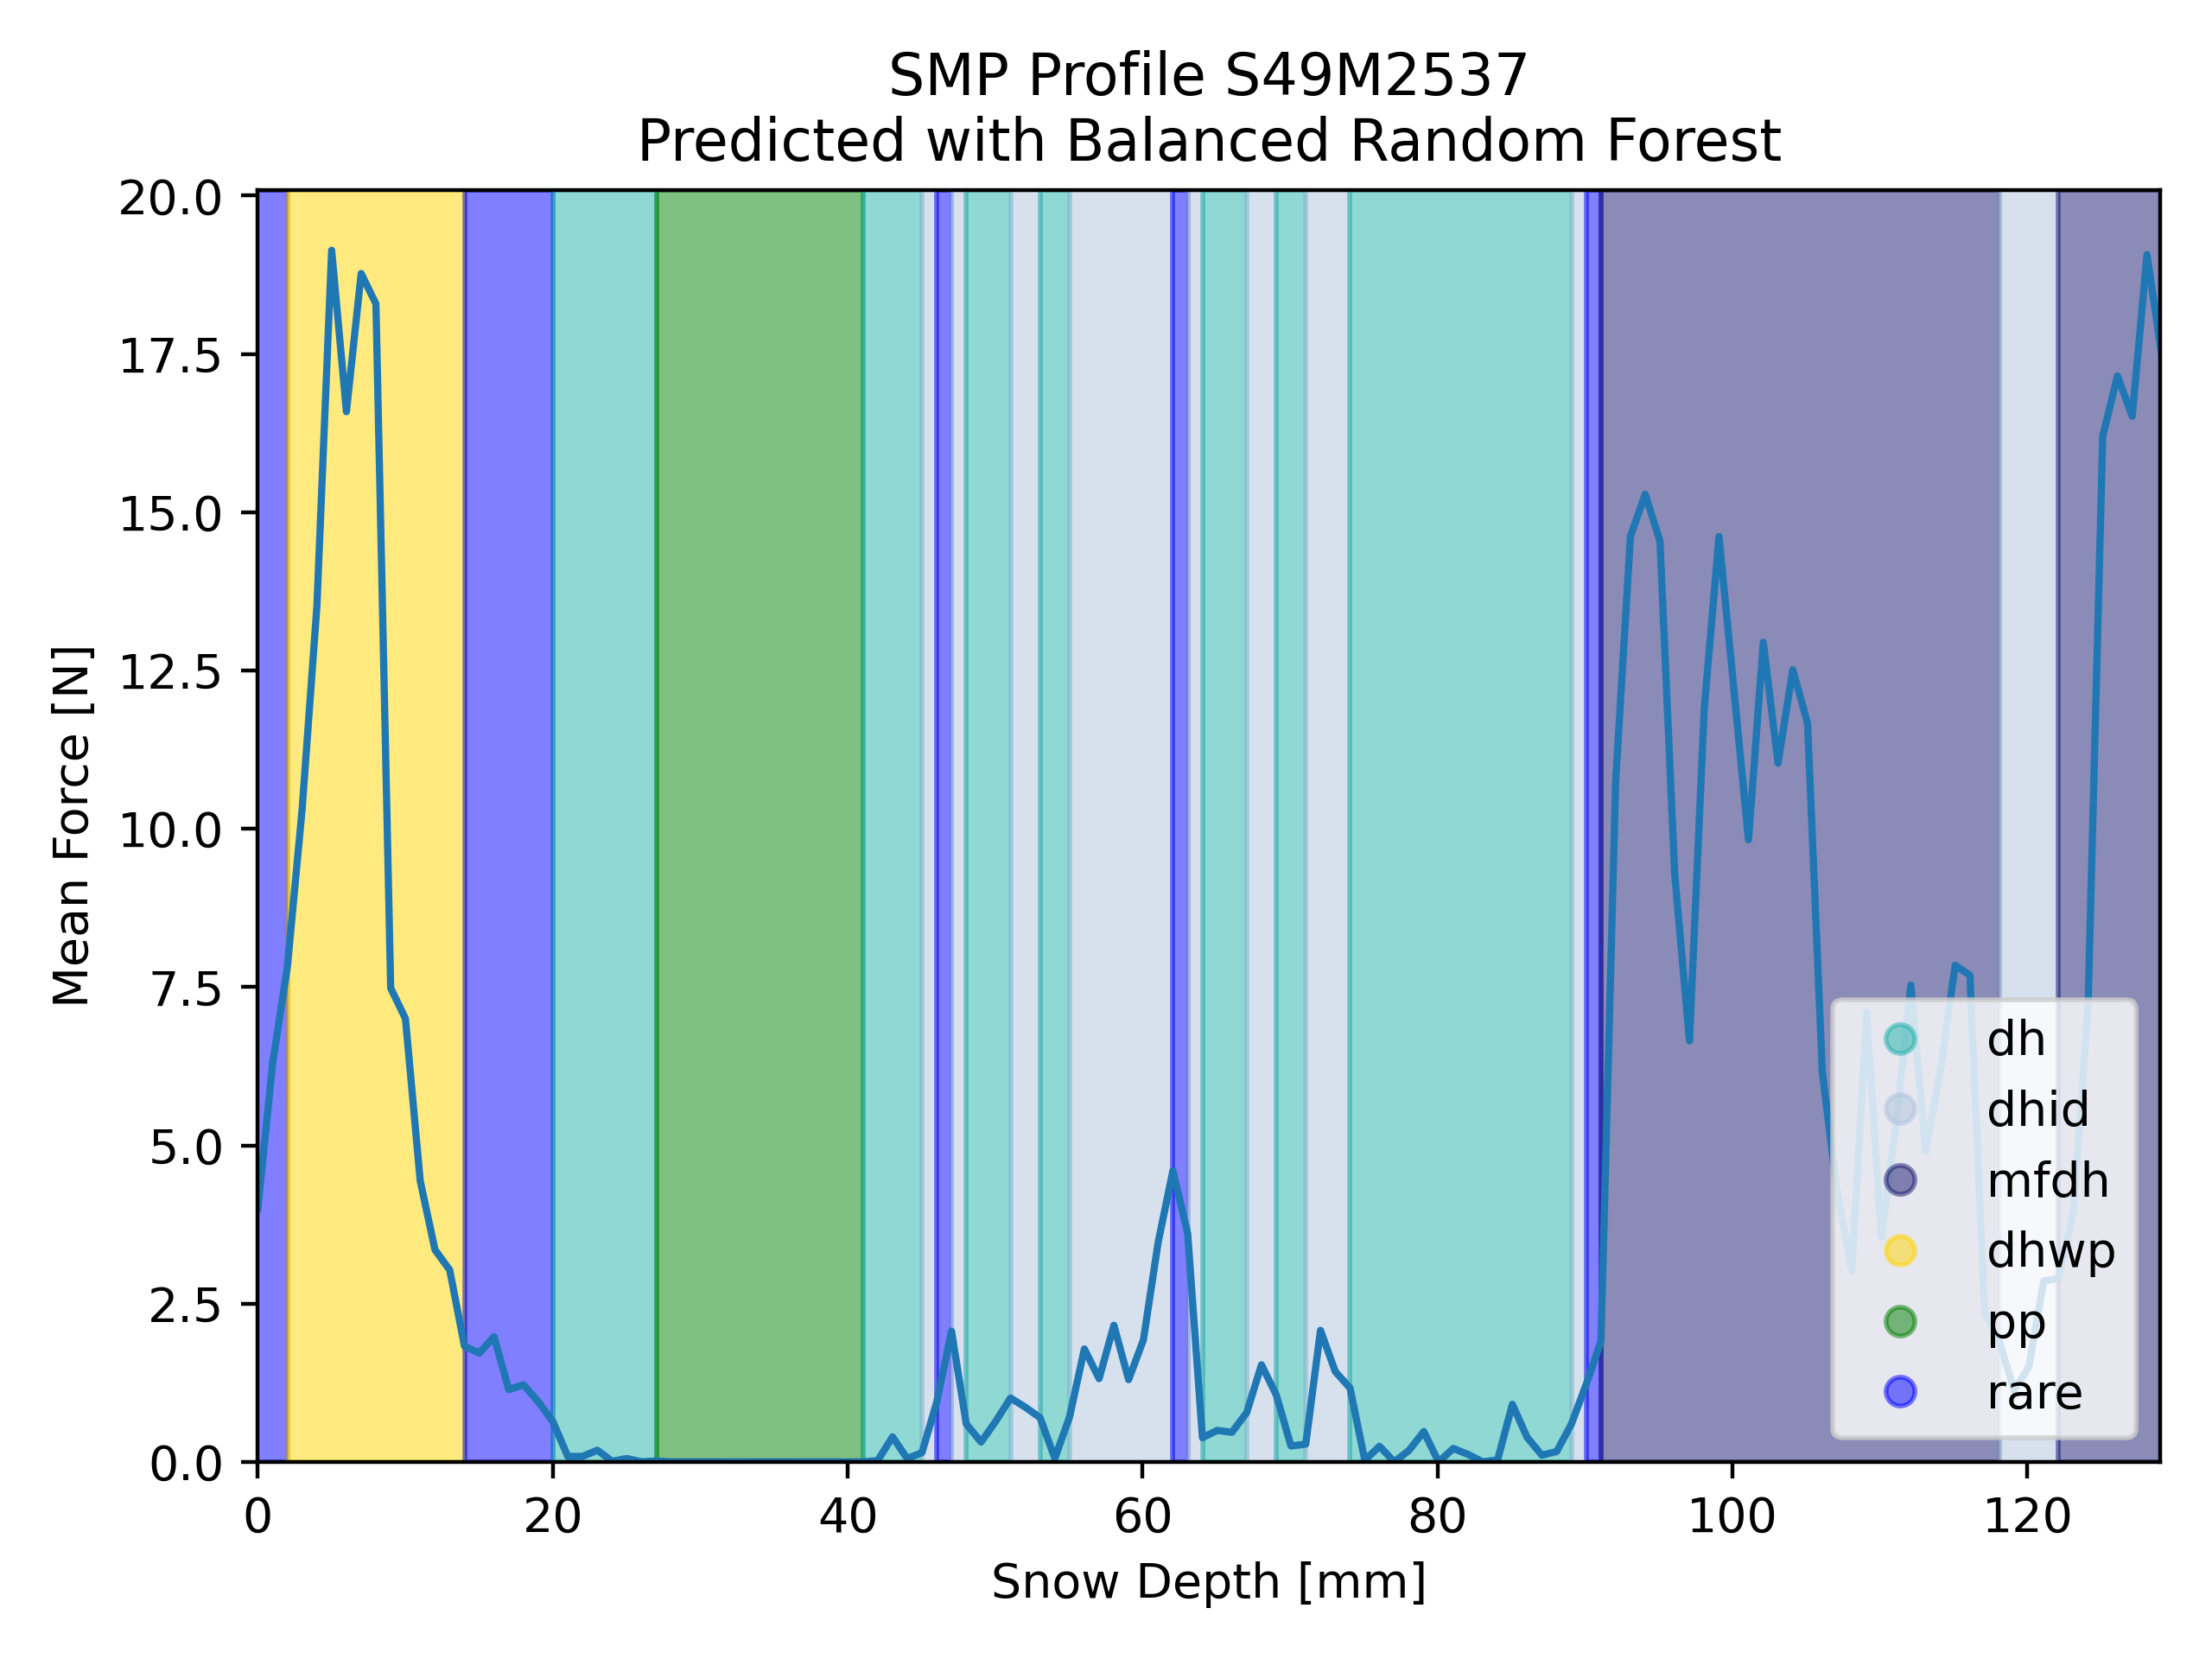 SMP Profile S49M2537
Predicted with Balanced Random Forest
20.0
17.5
15.0
12.5
10.0
7.5
5.0
2.5
0.0
Mean Force [N]
0 20 40 60 80 100 120
Snow Depth [mm]
dh
dhid
mfdh
dhwp
pp
rare